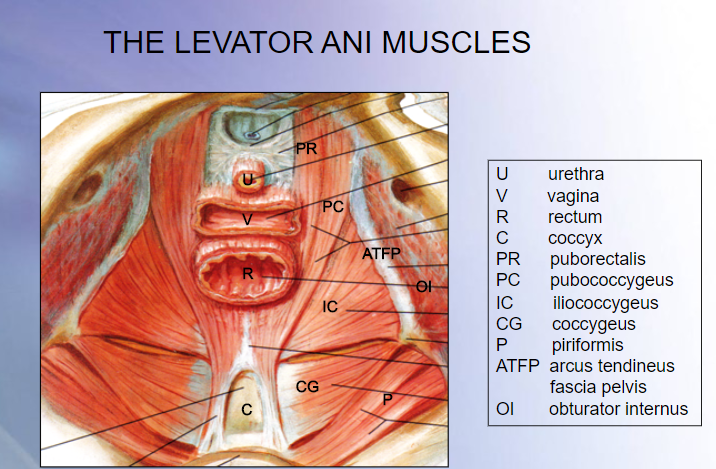 THE LEVATOR ANI MUSCLES
PR
U
PC
V
ATFP
R
OI
IC
CG
P
C
U urethra
V vagina
R rectum
C coccyx
PR puborectalis
PC pubococcygeus
IC iliococcygeus
CG coccygeus
P piriformis
ATFP arcus tendineus
fascia pelvis
OI obturator internus